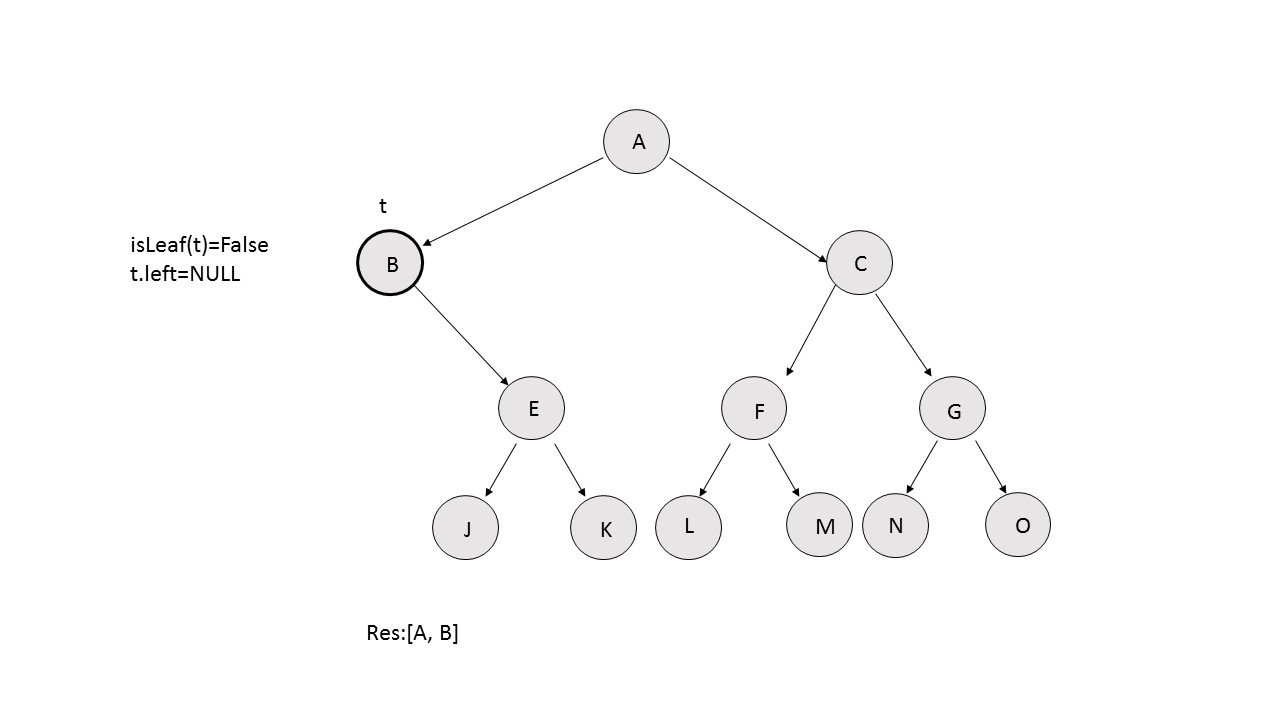 A
t
isLeaf(t)=False
t.left=NULL
B
C
E
F
G
J
K
L
M
N
O
Res:[A, B]